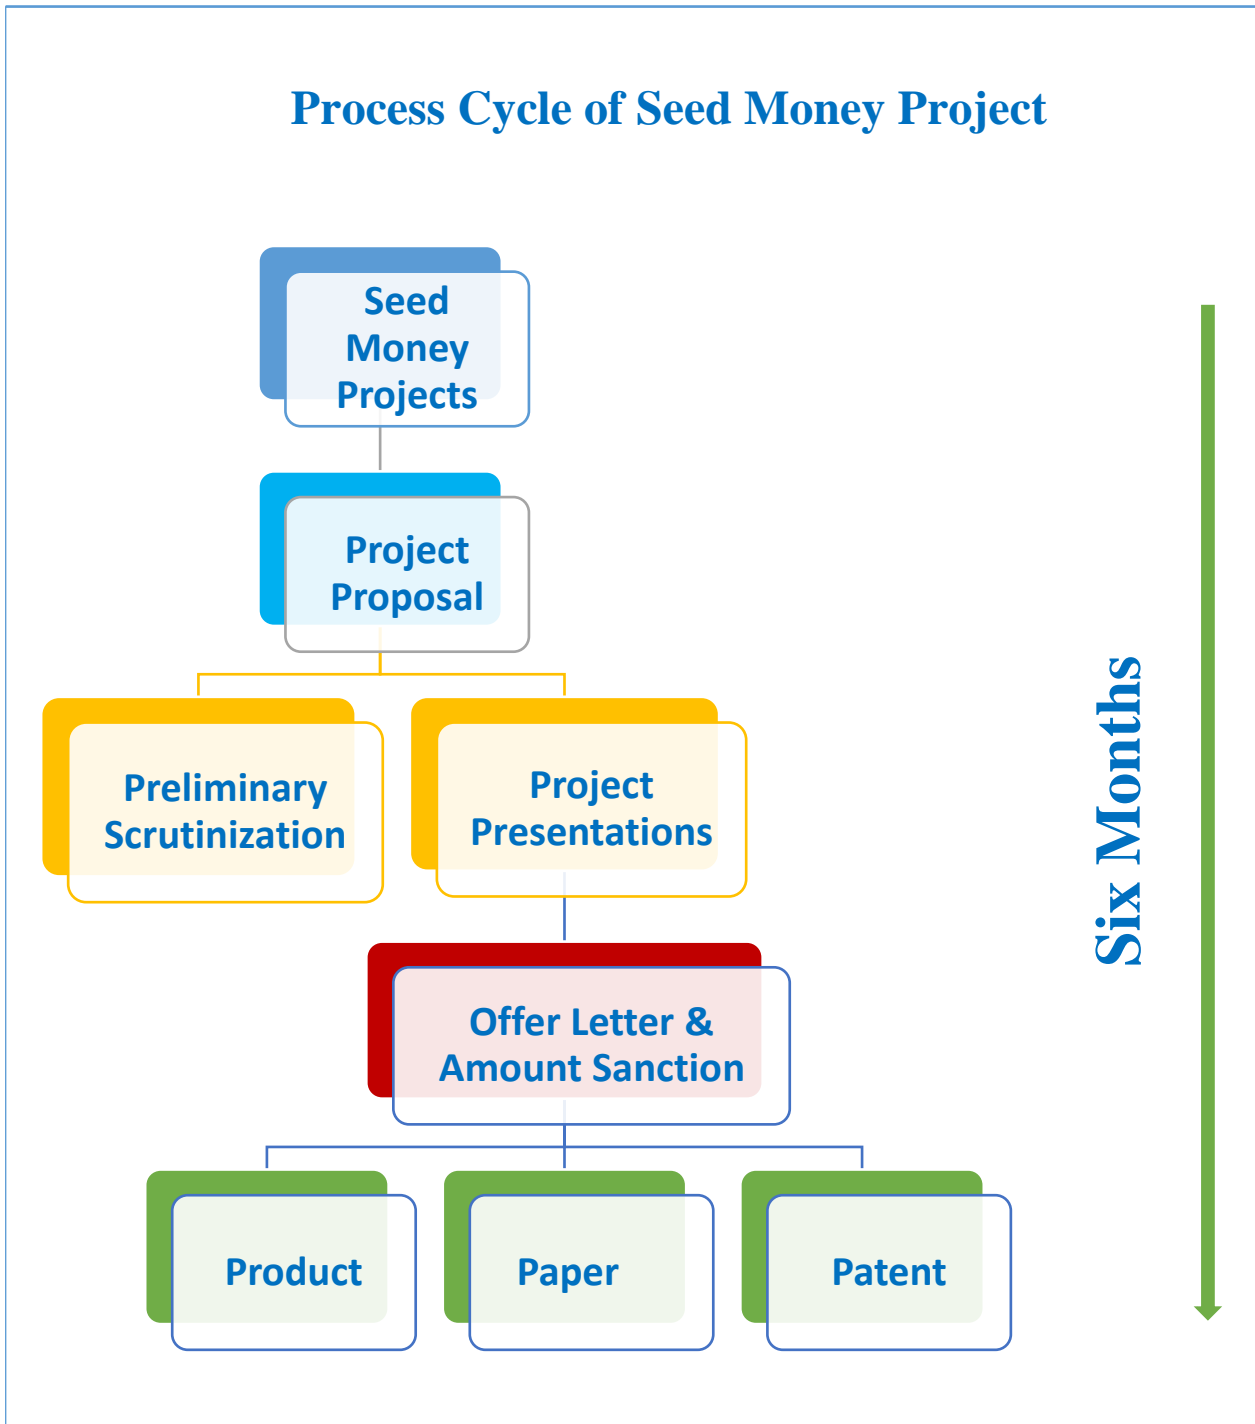 Process Cycle of Seed Money Project
Seed
Money
Projects
Project
Proposal
Preliminary
Scrutinization
Project
Presentations
Offer Letter &
Amount Sanction
Product
Paper
Patent
Six Months